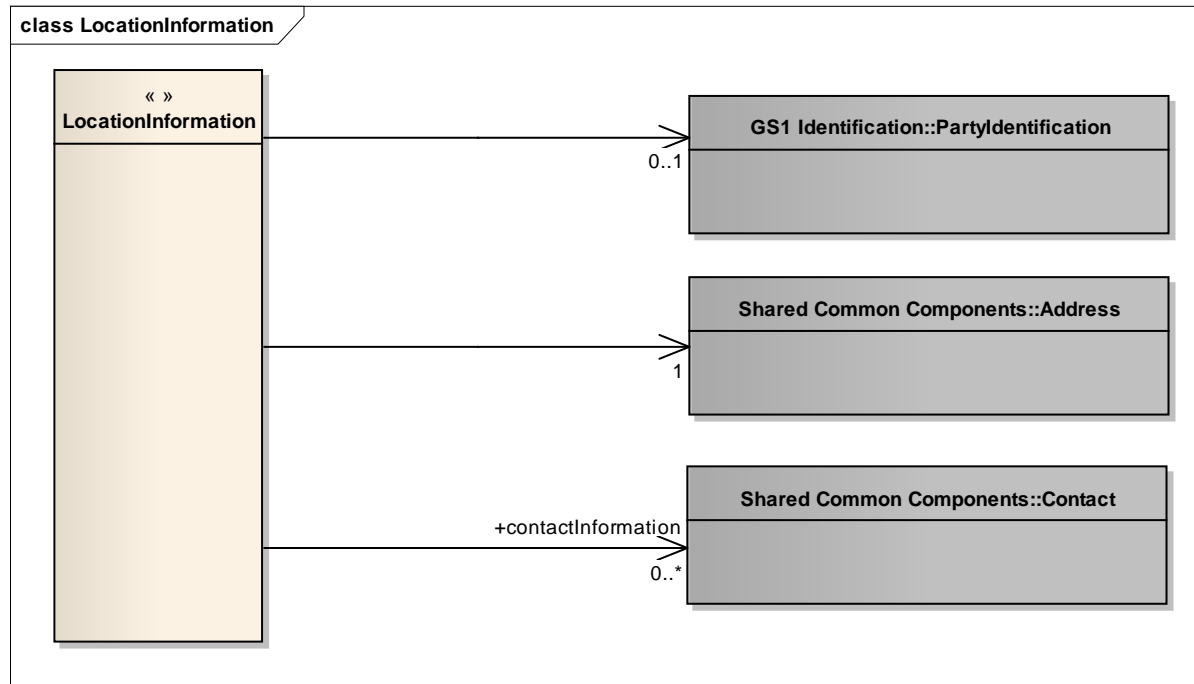 class LocationInformation
« »
LocationInformation
GS1 Identification::PartyIdentification
0..1
Shared Common Components::Address
1
Shared Common Components::Contact
+contactInformation
0..*